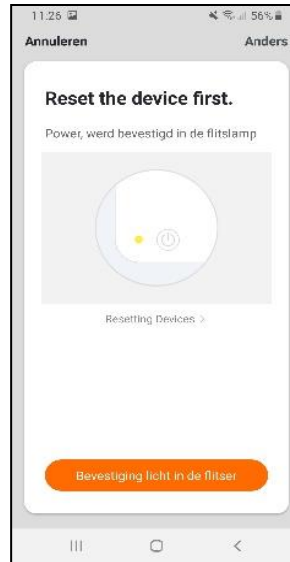 11:26 56%
Annuleren Anders
Reset the device first.
Power, werd bevestigd in de flitslamp
Resetting Devices >
Bevestiging licht in de flitser